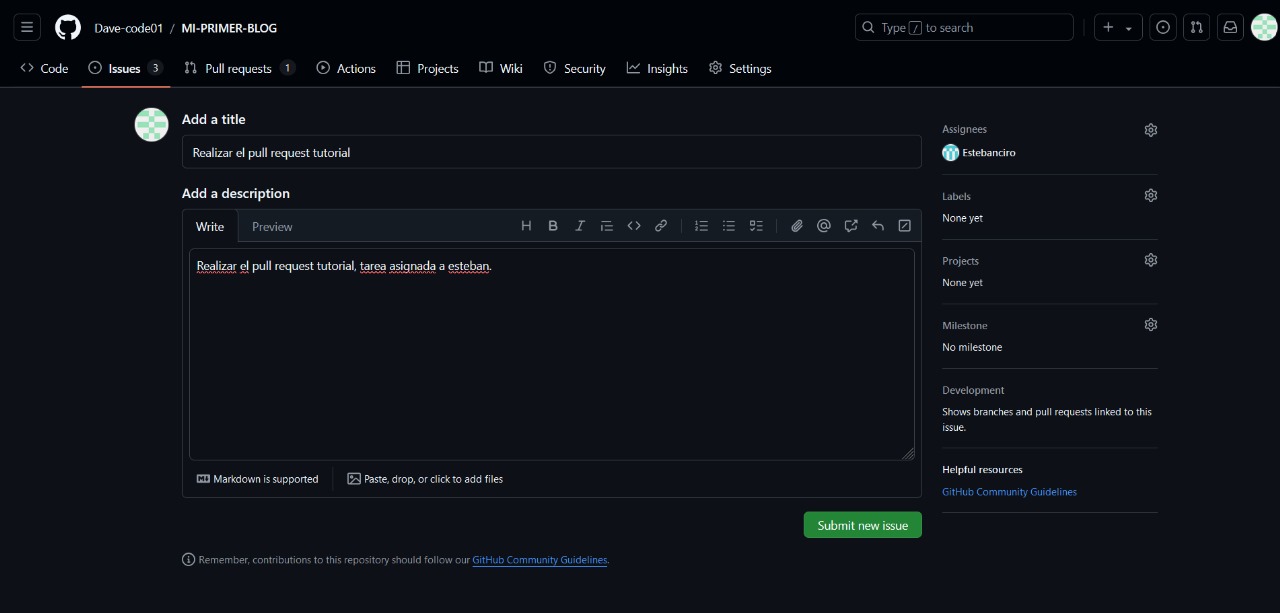 Dave-code01 / MI-PRIMER-BLOG
Type / to search
Code
Issues 3
Pull requests 1
Actions
Projects
Wiki
Security
Insights
Settings
Add a title
Realizar el pull request tutorial
Add a description
Write
Preview
Realizar el pull request tutorial, tarea asignada a esteban.
Markdown is supported
Paste, drop, or click to add files
Submit new issue
Remember, contributions to this repository should follow our GitHub Community Guidelines.
Assignees
Estebanciro
Labels
None yet
Projects
None yet
Milestone
No milestone
Development
Shows branches and pull requests linked to this
issue.
Helpful resources
GitHub Community Guidelines